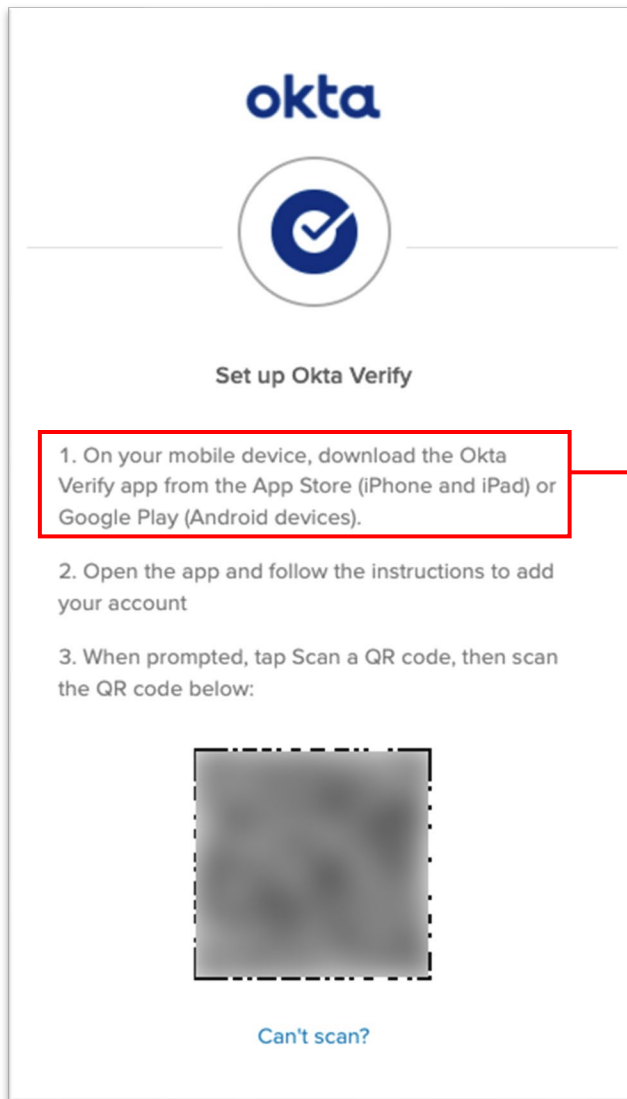 okta
Set up Okta Verify
1. On your mobile device, download the Okta
Verify app from the App Store (iPhone and iPad) or
Google Play (Android devices).
2. Open the app and follow the instructions to add
your account
3. When prompted, tap Scan a QR code, then scan
the QR code below:
Can't scan?